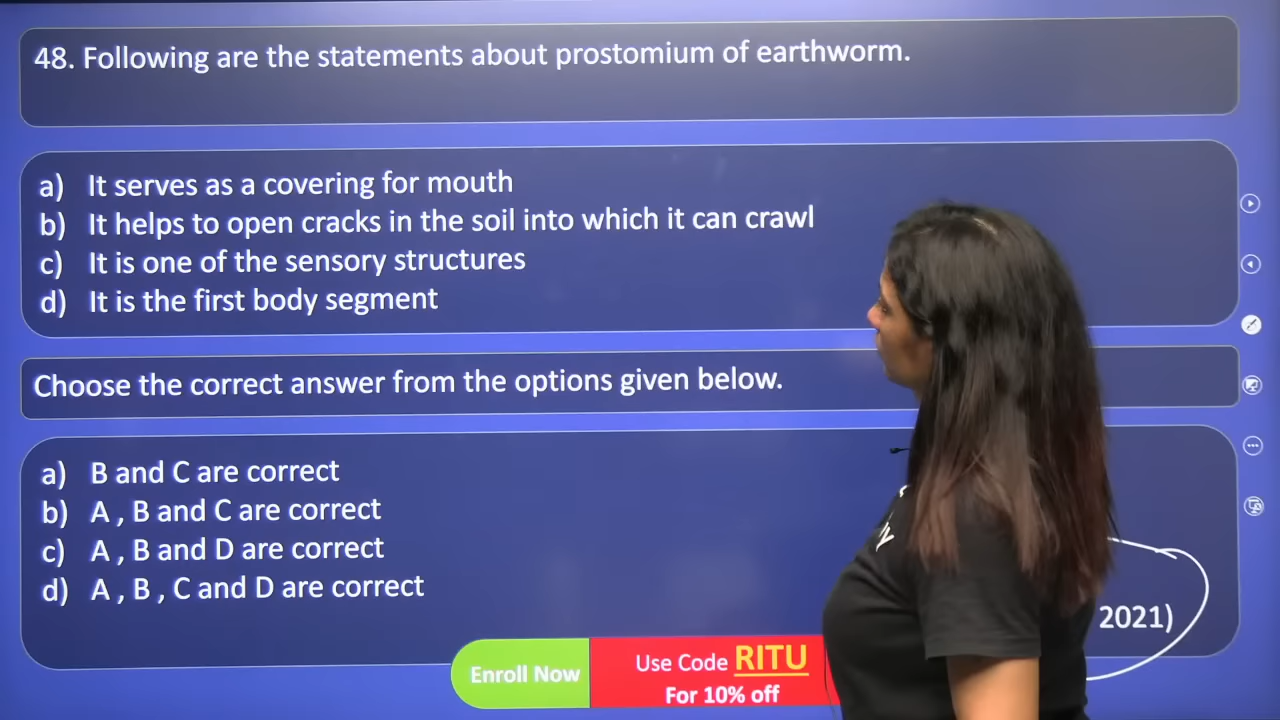 48. Following are the statements about prostomium of earthworm.
a) It serves as a covering for mouth
b) It helps to open cracks in the soil into which it can crawl
c) It is one of the sensory structures
d) It is the first body segment
Choose the correct answer from the options given below.
a) B and C are correct
b) A , B and C are correct
c) A , B and D are correct
d) A , B , C and D are correct
2021)
Enroll Now
Use Code RITU
For 10% off